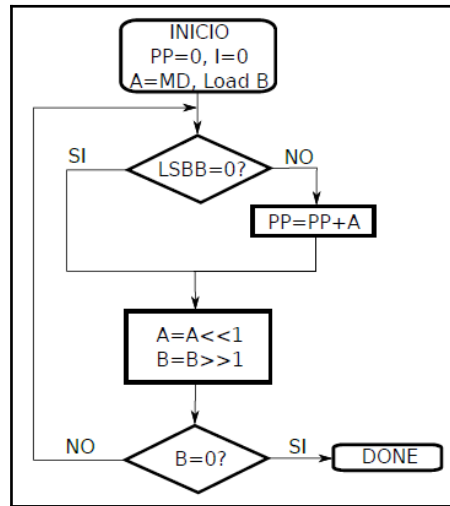 INICIO
PP=0, I=0
A=MD, Load B
SI
LSBB=0?
NO
PP=PP+A
A=A<<1
B=B>>1
NO
B=0?
SI
DONE